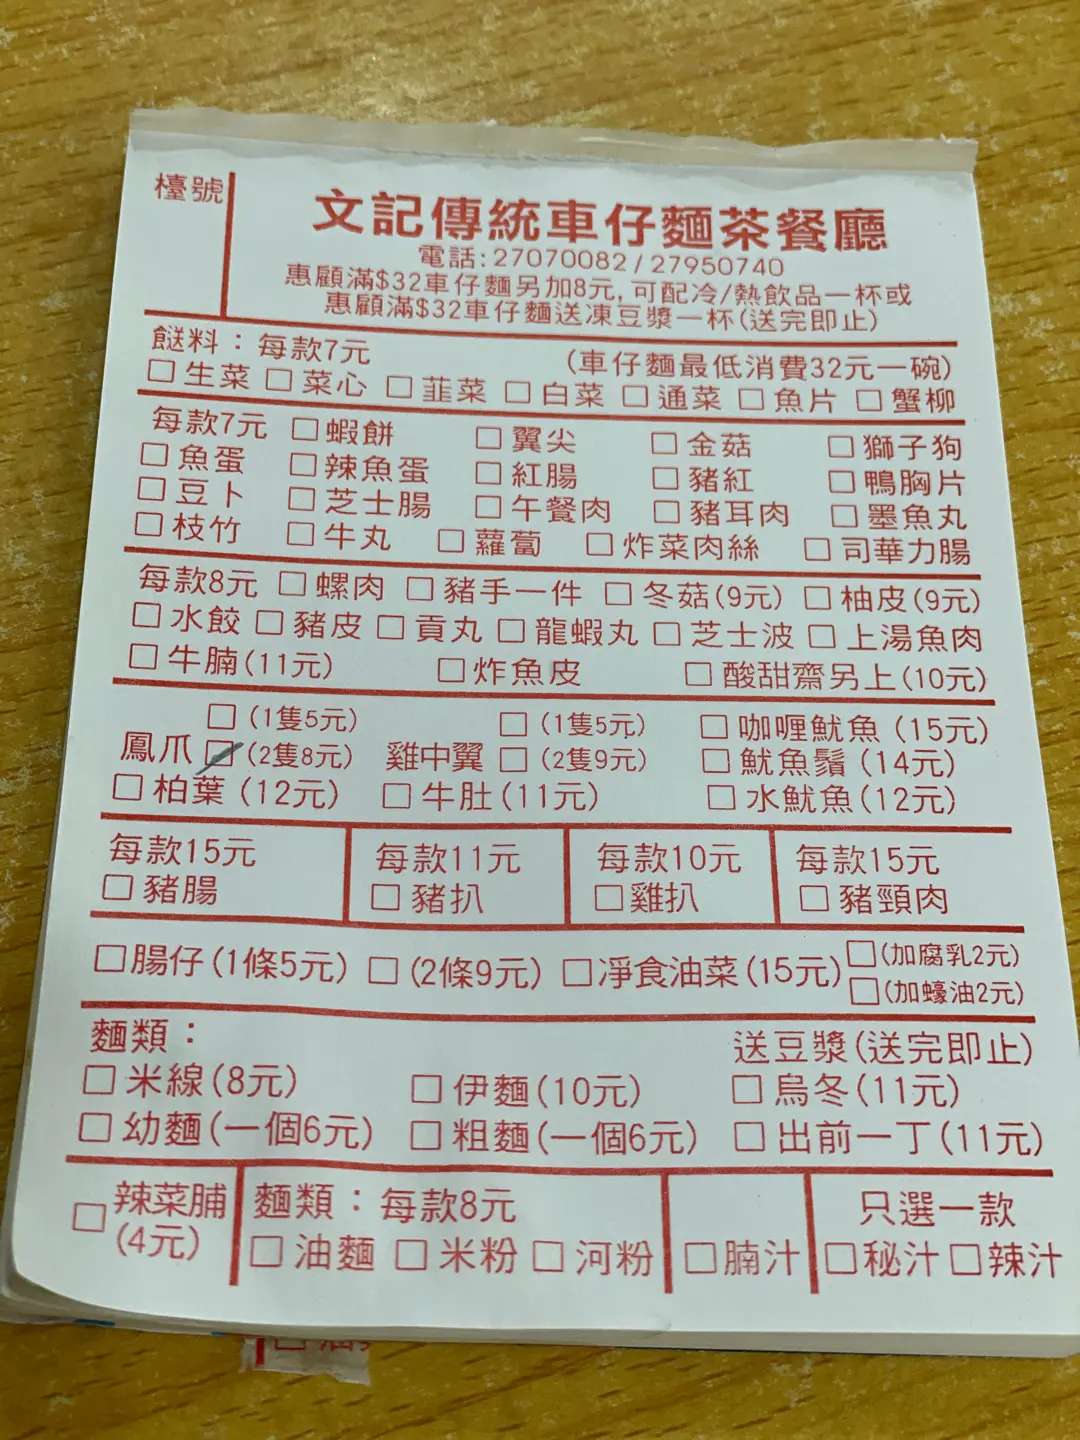 檯號
文記傳統車仔麵茶餐廳
電話:27070082/27950740
惠顧滿$32車仔麵另加8元,可配冷/熱飲品一杯或
惠顧滿$32車仔麵送凍豆漿一杯(送完即止)
餸料：每款7元 (車仔麵最低消費32元一碗)
□生菜 □菜心 □韮菜 □白菜 □通菜 □魚片 □蟹柳
每款7元 □蝦餅 □翼尖 □金菇 □獅子狗
□魚蛋 □辣魚蛋 □紅腸 □豬紅 □鴨胸片
□豆卜 □芝士腸 □午餐肉 □豬耳肉 □墨魚丸
□枝竹 □牛丸 □蘿蔔 □炸菜肉絲 □司華力腸
每款8元 □螺肉 □豬手一件 □冬菇(9元) □柚皮(9元)
□水餃 □豬皮 □貢丸 □龍蝦丸 □芝士波 □上湯魚肉
□牛腩(11元) □炸魚皮 □酸甜齋另上(10元)
□(1隻5元) □(1隻5元) □咖喱魷魚(15元)
鳳爪 □(2隻8元) 雞中翼 □(2隻9元) □魷魚鬚(14元)
□柏葉(12元) □牛肚(11元) □水魷魚(12元)
每款15元 每款11元 每款10元 每款15元
□豬腸 □豬扒 □雞扒 □豬頸肉
□腸仔(1條5元) □(2條9元) □淨食油菜(15元) □(加腐乳2元)
□(加蠔油2元)
麵類： 送豆漿(送完即止)
□米線(8元) □伊麵(10元) □烏冬(11元)
□幼麵(一個6元) □粗麵(一個6元) □出前一丁(11元)
□辣菜脯 麵類：每款8元 只選一款
(4元) □油麵 □米粉 □河粉 □腩汁 □秘汁 □辣汁